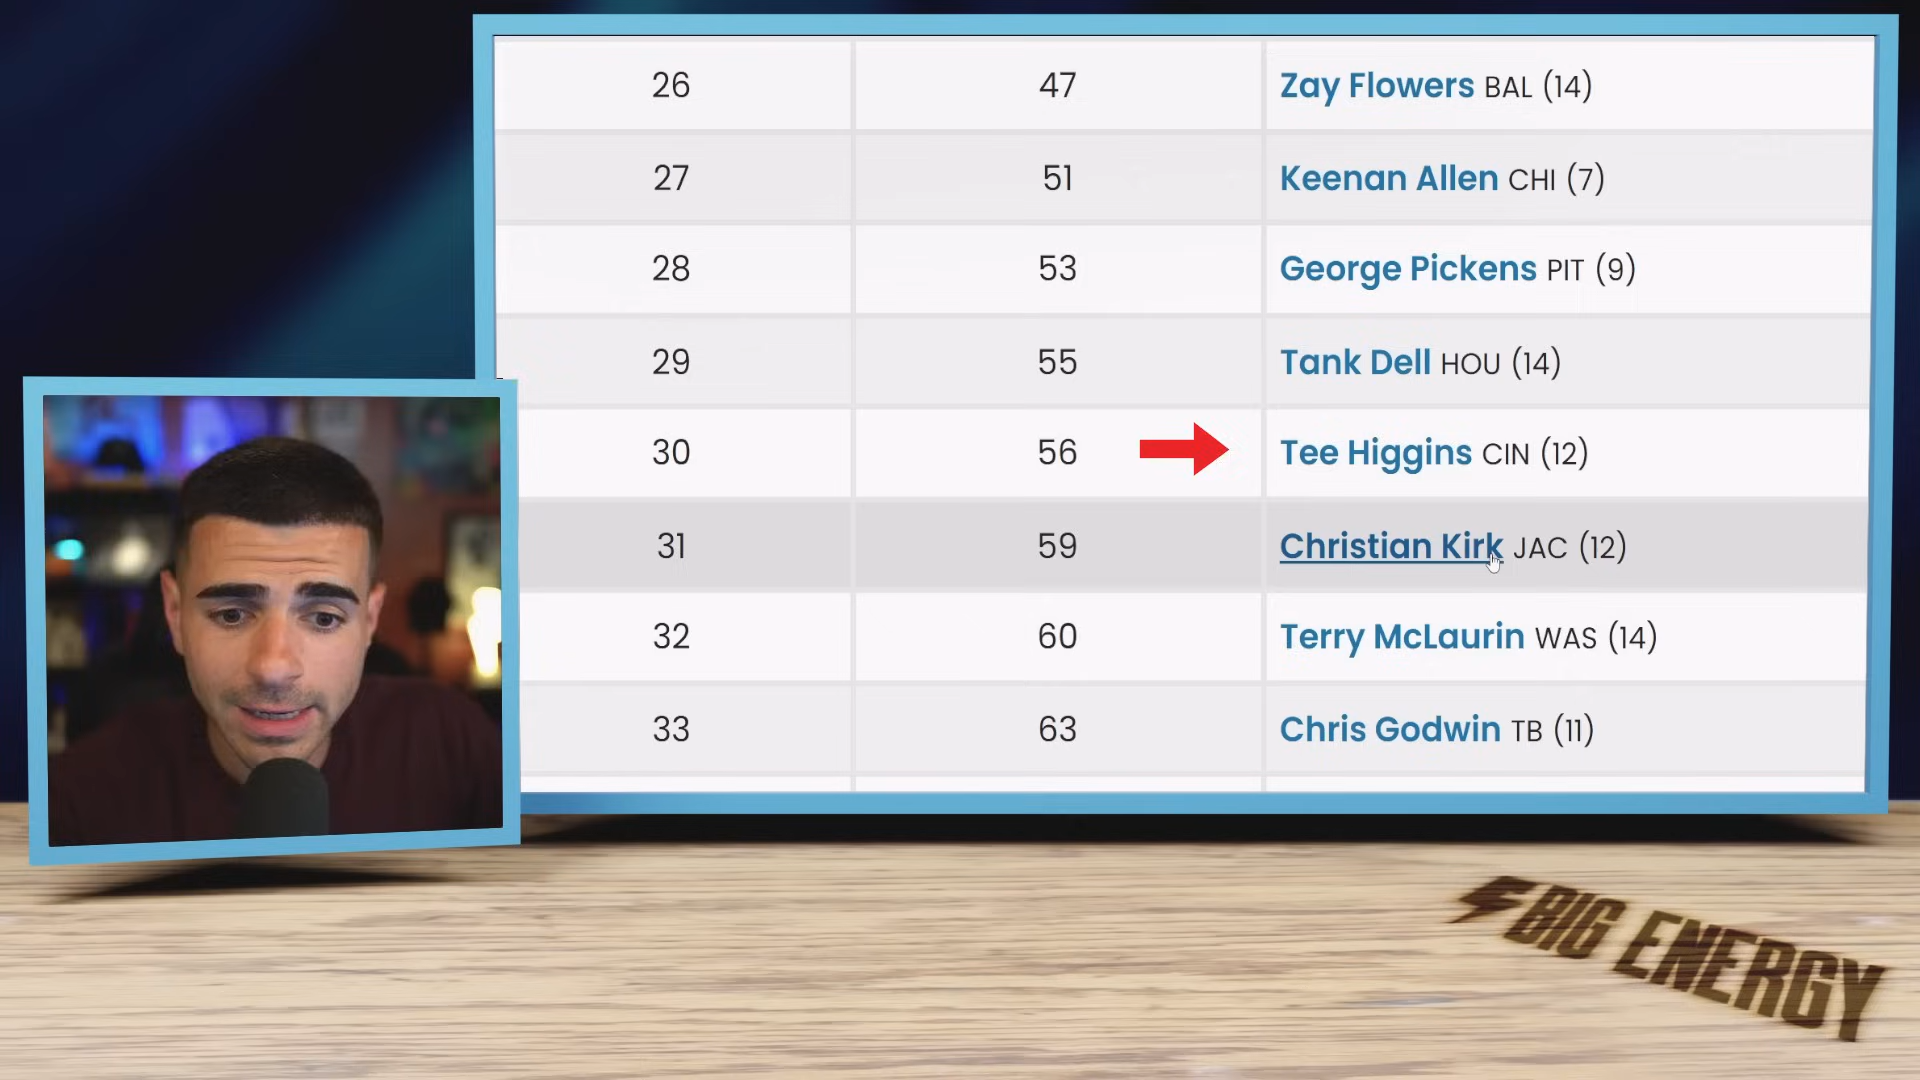 26 47 Zay Flowers BAL (14)
27 51 Keenan Allen CHI (7)
28 53 George Pickens PIT (9)
29 55 Tank Dell HOU (14)
30 56 Tee Higgins CIN (12)
31 59 Christian Kirk JAC (12)
32 60 Terry McLaurin WAS (14)
33 63 Chris Godwin TB (11)
BIG ENERGY